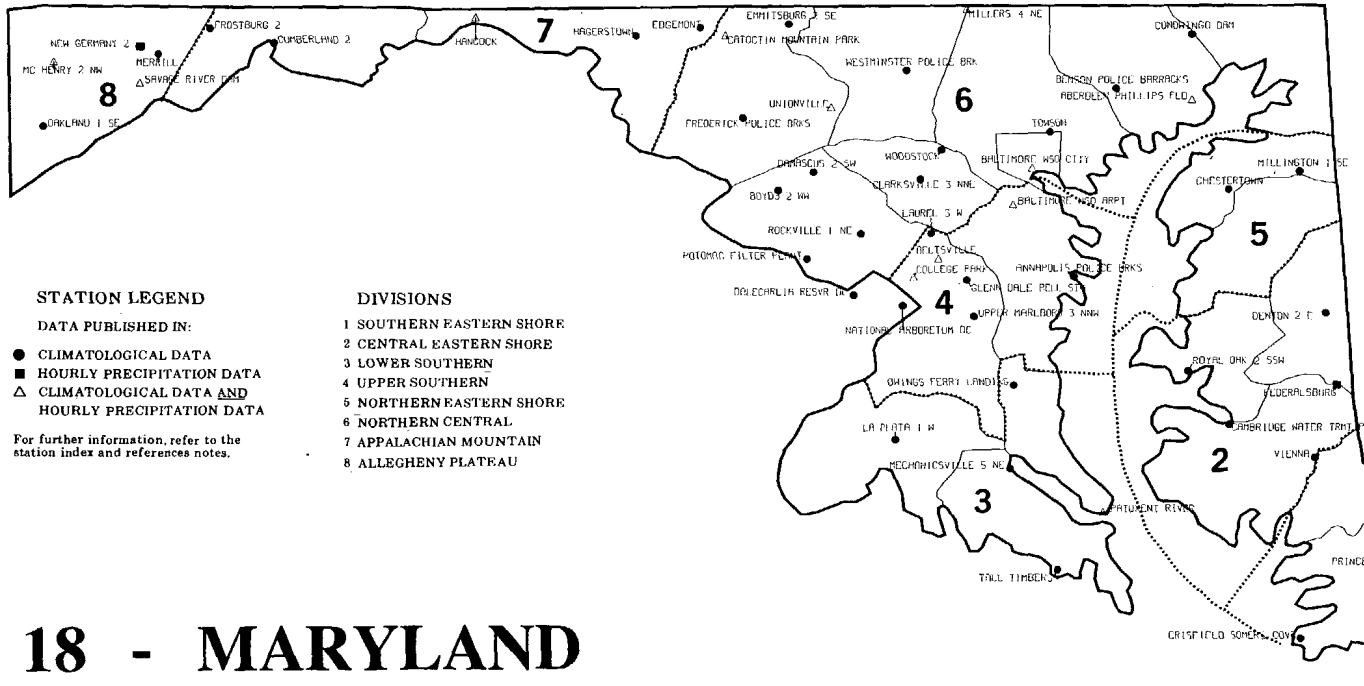 EMMITSBURG 2 SE
MILLERS 4 NE
CONOWINGO DAM
FROSTBURG 2
NEW GERMANY 2
CUMBERLAND 2
HANCOCK
7
HAGERSTOWN
EDGEMONT
CATOCTIN MOUNTAIN PARK
MC HENRY 2 NW
MERRILL
SAVAGE RIVER DAM
8
WESTMINSTER POLICE BRK
BENSON POLICE BARRACKS
ABERDEEN PHILLIPS FLD
6
OAKLAND 1 SE
UNIONVILLE
FREDERICK POLICE BRKS
TOWSON
WOODSTOCK
DAMASCUS 2 SW
BALTIMORE WSO CITY
MILLINGTON 1 SE
BOYDS 2 NW
CLARKSVILLE 3 NNE
CHESTERTOWN
LAUREL 3 W
BALTIMORE WSO ARPT
ROCKVILLE 1 NE
5
BELTSVILLE
POTOMAC FILTER PLANT
COLLEGE PARK
ANNAPOLIS POLICE BRKS
GLENN DALE BELL STN
DALECARLIA RESVR DC
4
UPPER MARLBORO 3 NNW
NATIONAL ARBORETUM DC
DENTON 2 E
ROYAL OAK 2 SSW
OWINGS FERRY LANDING
FEDERALSBURG
LA PLATA 1 W
CAMBRIDGE WATER TRMT P
MECHANICSVILLE 5 NE
2
VIENNA
3
PATUXENT RIVER
TALL TIMBERS
PRINCE
CRISFIELD SOMERS COVE
STATION LEGEND
DATA PUBLISHED IN:
CLIMATOLOGICAL DATA
HOURLY PRECIPITATION DATA
CLIMATOLOGICAL DATA AND
HOURLY PRECIPITATION DATA
For further information, refer to the
station index and references notes.
DIVISIONS
1 SOUTHERN EASTERN SHORE
2 CENTRAL EASTERN SHORE
3 LOWER SOUTHERN
4 UPPER SOUTHERN
5 NORTHERN EASTERN SHORE
6 NORTHERN CENTRAL
7 APPALACHIAN MOUNTAIN
8 ALLEGHENY PLATEAU
18 - MARYLAND